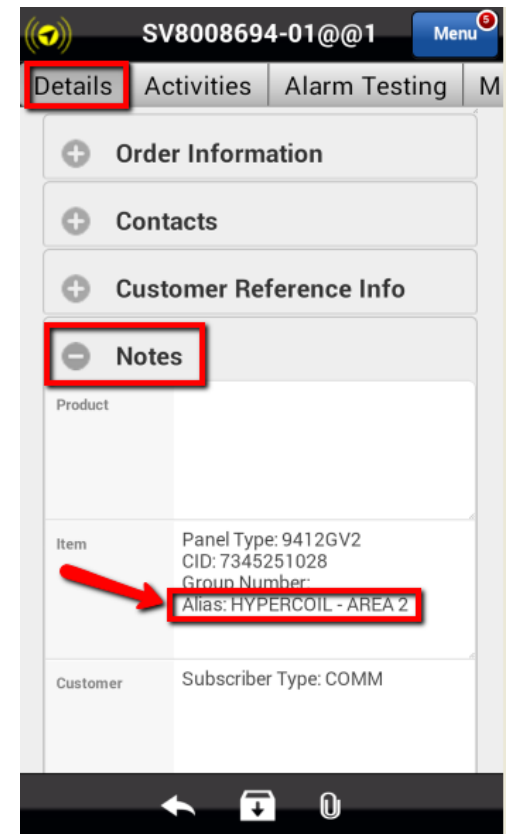 SV8008694-01@@1
Menu
5
Details
Activities
Alarm Testing
M
Order Information
Contacts
Customer Reference Info
Notes
Product
Item
Panel Type: 9412GV2
CID: 7345251028
Group Number:
Alias: HYPERCOIL - AREA 2
Customer
Subscriber Type: COMM